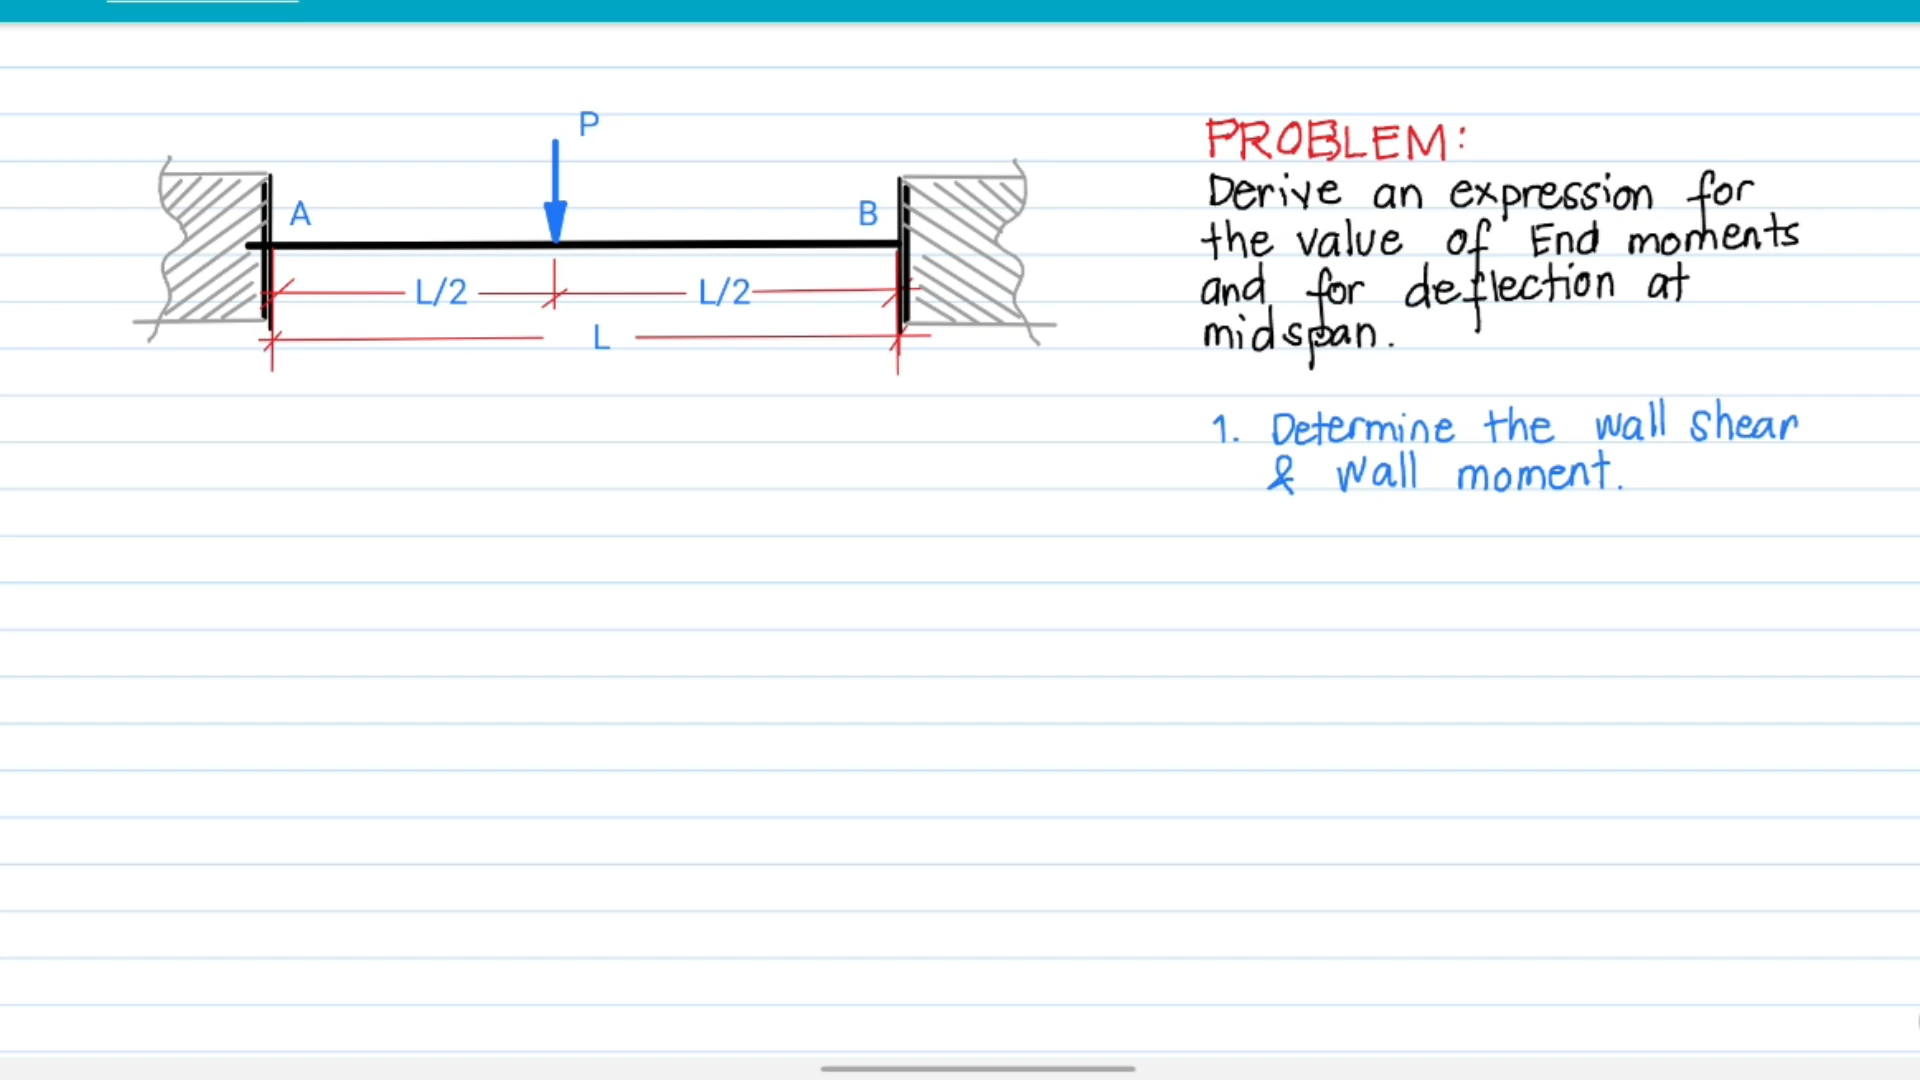 P
A
B
L/2
L/2
L
PROBLEM:
Derive an expression for
the value of End moments
and for deflection at
midspan.
1. Determine the wall shear
& wall moment.